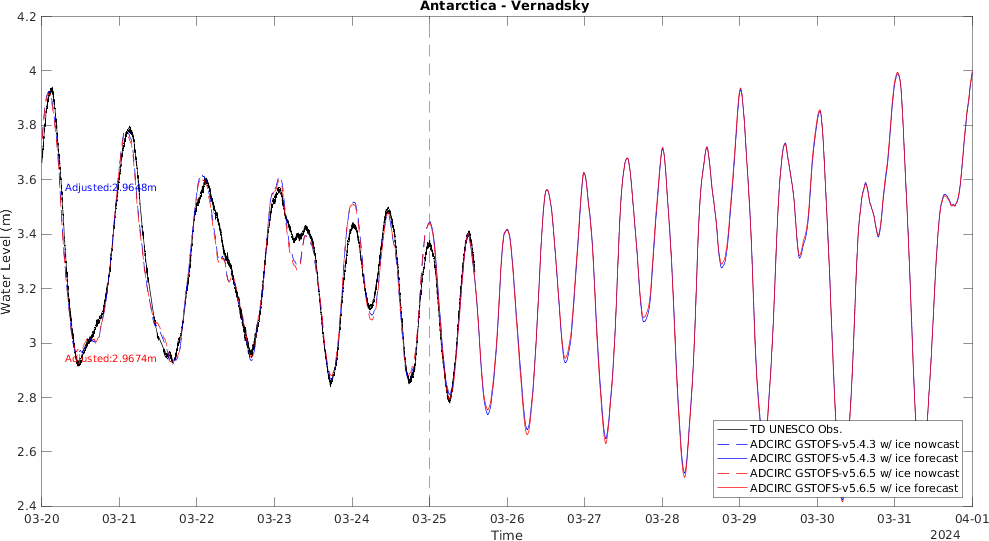 Antarctica - Vernadsky
Water Level (m)
4.2
4
3.8
3.6
3.4
3.2
3
2.8
2.6
2.4
Adjusted:2.9648m
Adjusted:2.9674m
TD UNESCO Obs.
ADCIRC GSTOFS-v5.4.3 w/ ice nowcast
ADCIRC GSTOFS-v5.4.3 w/ ice forecast
ADCIRC GSTOFS-v5.6.5 w/ ice nowcast
ADCIRC GSTOFS-v5.6.5 w/ ice forecast
03-20 03-21 03-22 03-23 03-24 03-25 03-26 03-27 03-28 03-29 03-30 03-31 04-01
Time
2024